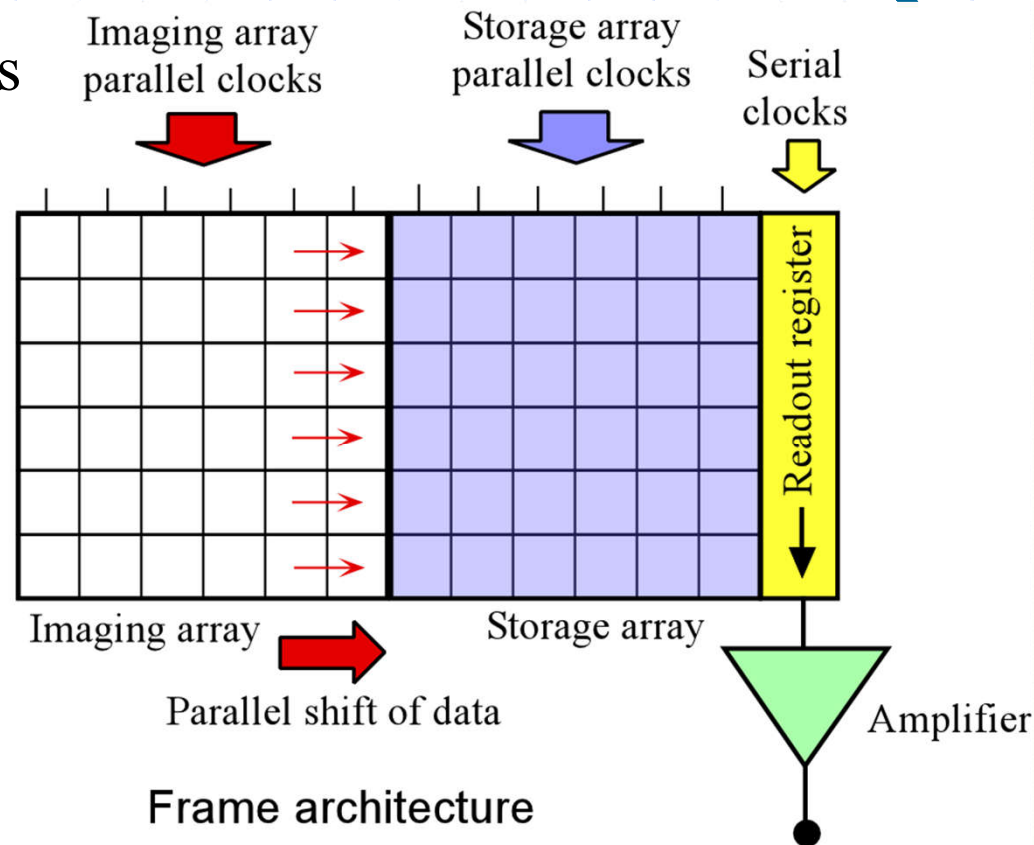 s
Imaging array
parallel clocks
Storage array
parallel clocks
Serial
clocks
Readout register
Imaging array
Storage array
Parallel shift of data
Amplifier
Frame architecture